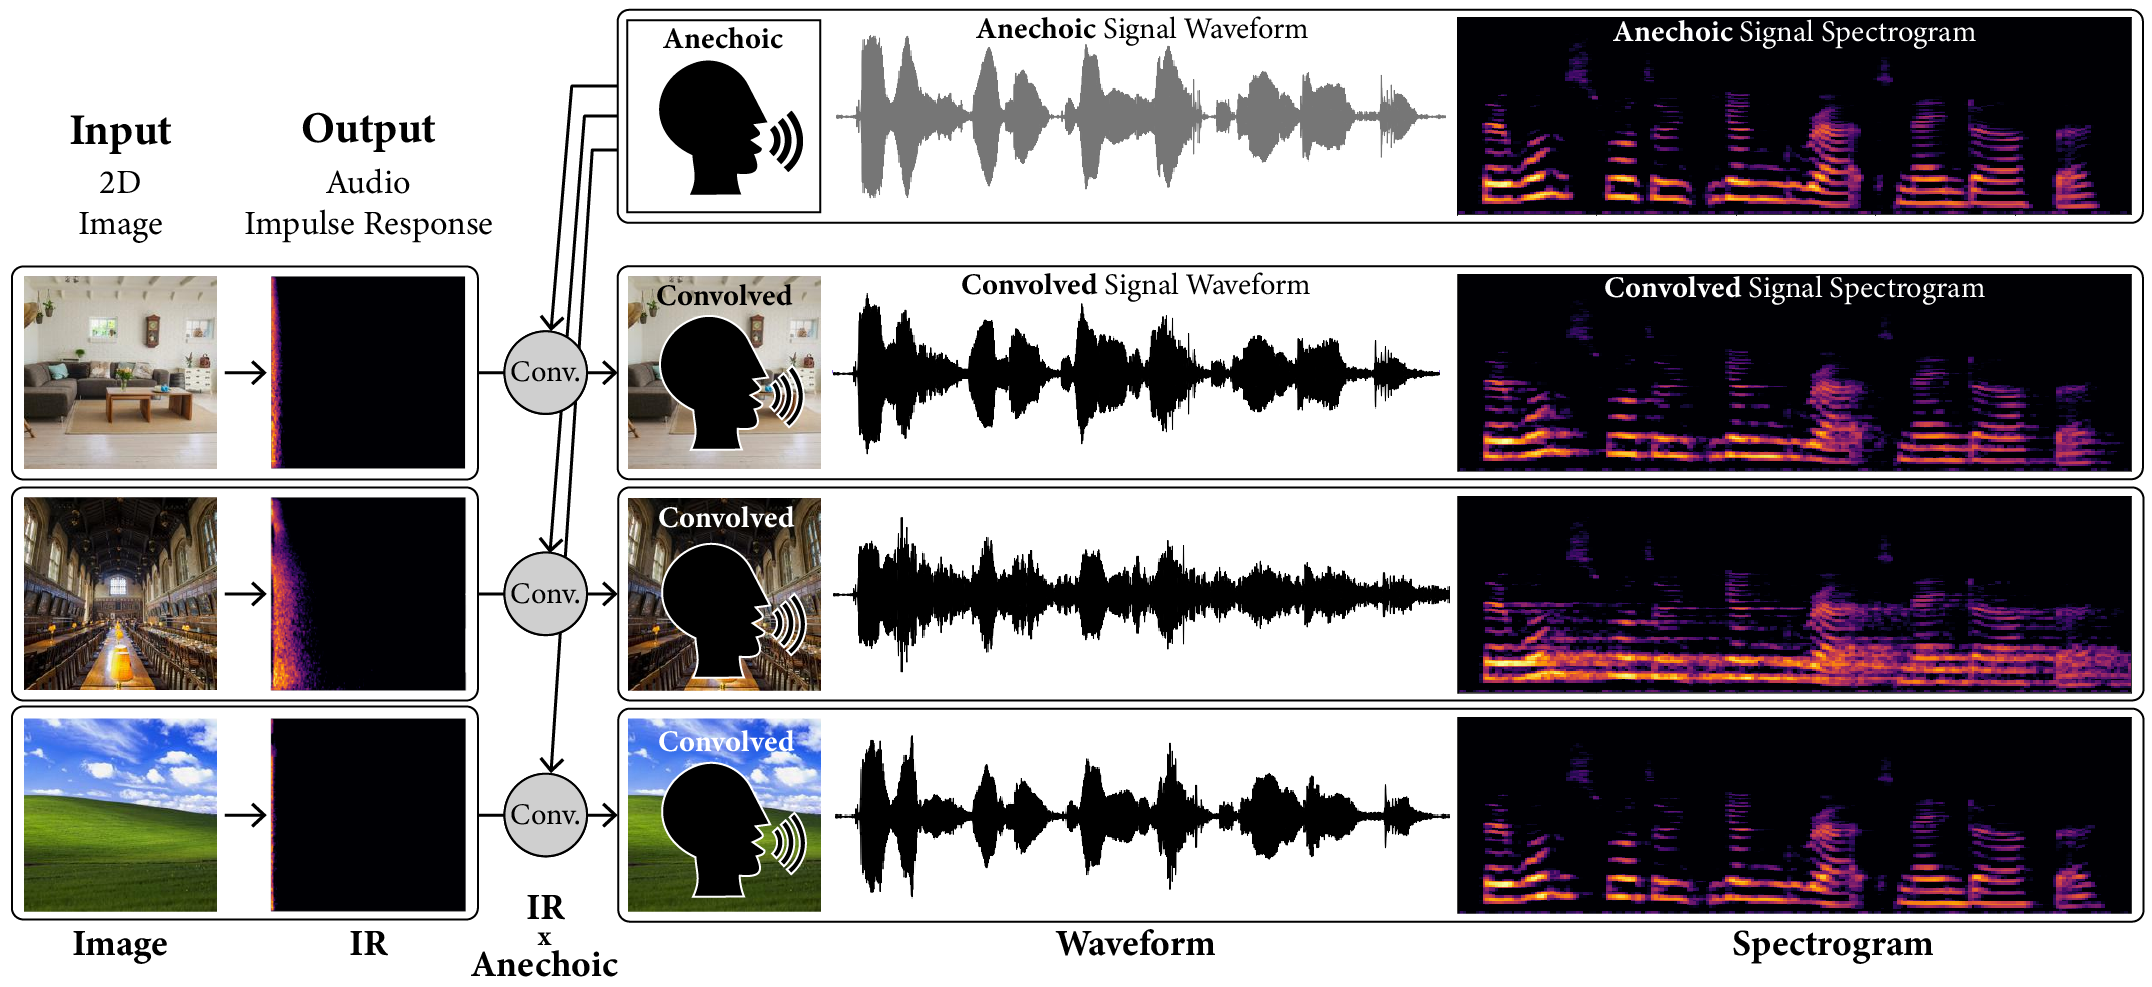 Input
2D
Image
Output
Audio
Impulse Response
Anechoic
Anechoic Signal Waveform
Anechoic Signal Spectrogram
Conv.
Convolved
Convolved Signal Waveform
Convolved Signal Spectrogram
Conv.
Convolved
Conv.
Convolved
Image
IR
IR
x
Anechoic
Waveform
Spectrogram